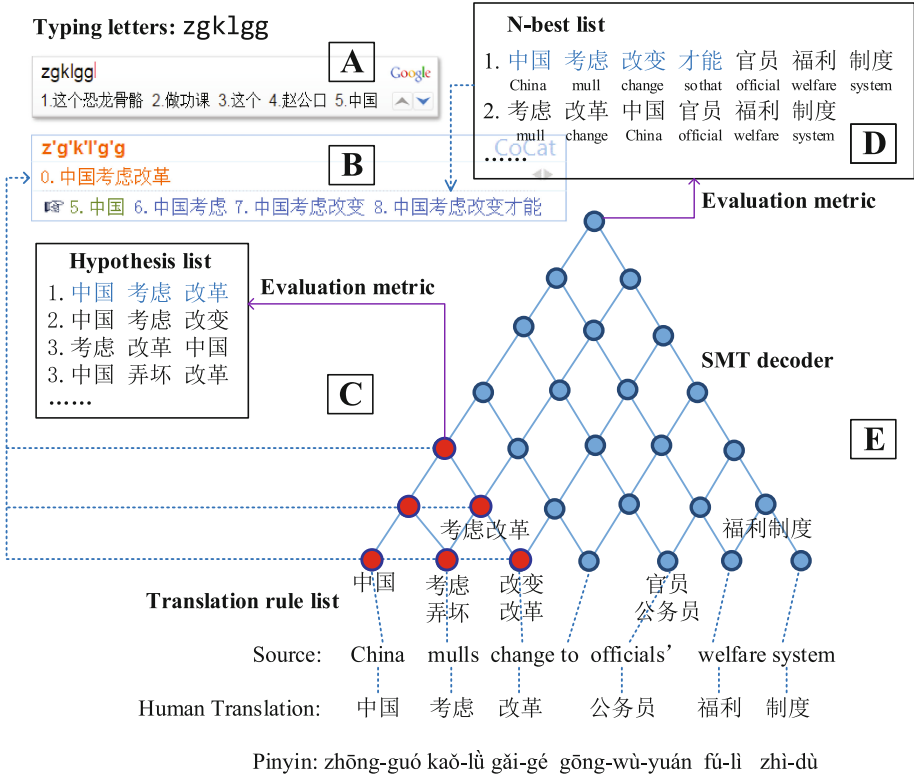 Typing letters: zgklgg
A
zgklgg
Google
1.这个恐龙骨骼 2.做功课 3.这个 4.赵公口 5.中国
B
z'g'k'l'g'g
CoCat
0. 中国考虑改革
5. 中国 6. 中国考虑 7. 中国考虑改变 8. 中国考虑改变才能
N-best list
1. 中国 考虑 改变 才能 官员 福利 制度
China mull change sothat official welfare system
2. 考虑 改革 中国 官员 福利 制度
mull change China official welfare system
......
D
Evaluation metric
Hypothesis list
1. 中国 考虑 改革
2. 中国 考虑 改变
3. 考虑 改革 中国
3. 中国 弄坏 改革
......
Evaluation metric
C
SMT decoder
E
考虑改革 福利制度
中国 考虑 改变 官员
弄坏 改革 公务员
Translation rule list
Source: China mulls change to officials’ welfare system
Human Translation: 中国 考虑 改革 公务员 福利 制度
Pinyin: zhōng-guó kaǒ-lǜ gǎi-gé gōng-wù-yuán fú-lì zhì-dù